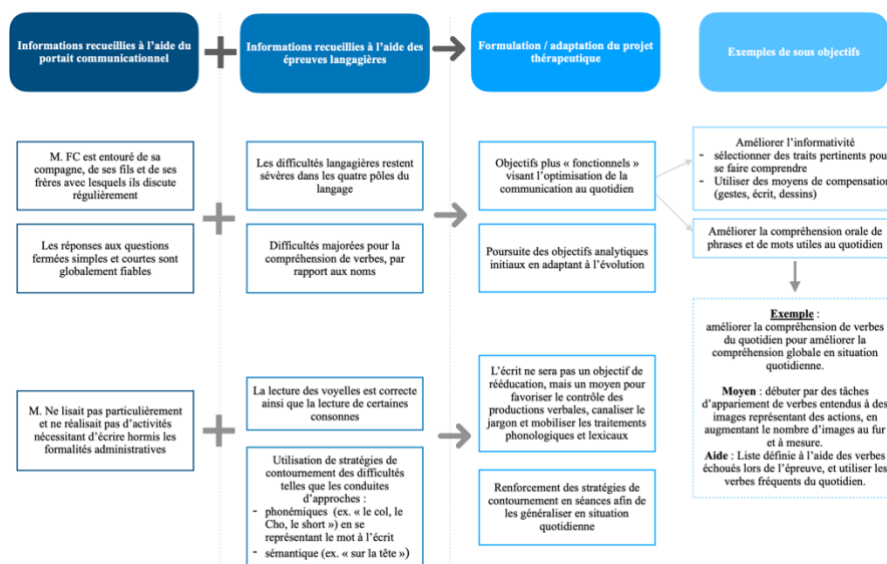 Informations recueillies à l'aide du
portait communicationnel
Informations recueillies à l'aide des
épreuves langagières
Formulation / adaptation du projet
thérapeutique
Exemples de sous objectifs
M. FC est entouré de sa
compagne, de ses fils et de ses
frères avec lesquels ils discute
régulièrement
Les réponses aux questions
fermées simples et courtes sont
globalement fiables
Les difficultés langagières restent
sévères dans les quatre pôles du
langage
Difficultés majorées pour la
compréhension de verbes, par
rapport aux noms
Objectifs plus « fonctionnels »
visant l'optimisation de la
communication au quotidien
Poursuite des objectifs analytiques
initiaux en adaptant à l'évolution
Améliorer l'informativité
- sélectionner des traits pertinents pour
se faire comprendre
- Utiliser des moyens de compensation
(gestes, écrit, dessins)
Améliorer la compréhension orale de
phrases et de mots utiles au quotidien
Exemple :
améliorer la compréhension de verbes
du quotidien pour améliorer la
compréhension globale en situation
quotidienne.
Moyen : débuter par des tâches
d'appariement de verbes entendus à des
images représentant des actions, en
augmentant le nombre d'images au fur
et à mesure.
Aide : Liste définie à l'aide des verbes
échoués lors de l'épreuve, et utiliser les
verbes fréquents du quotidien.
M. Ne lisait pas particulièrement
et ne réalisait pas d'activités
nécessitant d'écrire hormis les
formalités administratives
La lecture des voyelles est correcte
ainsi que la lecture de certaines
consonnes
Utilisation de stratégies de
contournement des difficultés
telles que les conduites
d'approches :
- phonémiques (ex. « le col, le
Cho, le short ») en se
représentant le mot à l'écrit
- sémantique (ex. « sur la tête »)
L'écrit ne sera pas un objectif de
rééducation, mais un moyen pour
favoriser le contrôle des
productions verbales, canaliser le
jargon et mobiliser les traitements
phonologiques et lexicaux
Renforcement des stratégies de
contournement en séances afin de
les généraliser en situation
quotidienne